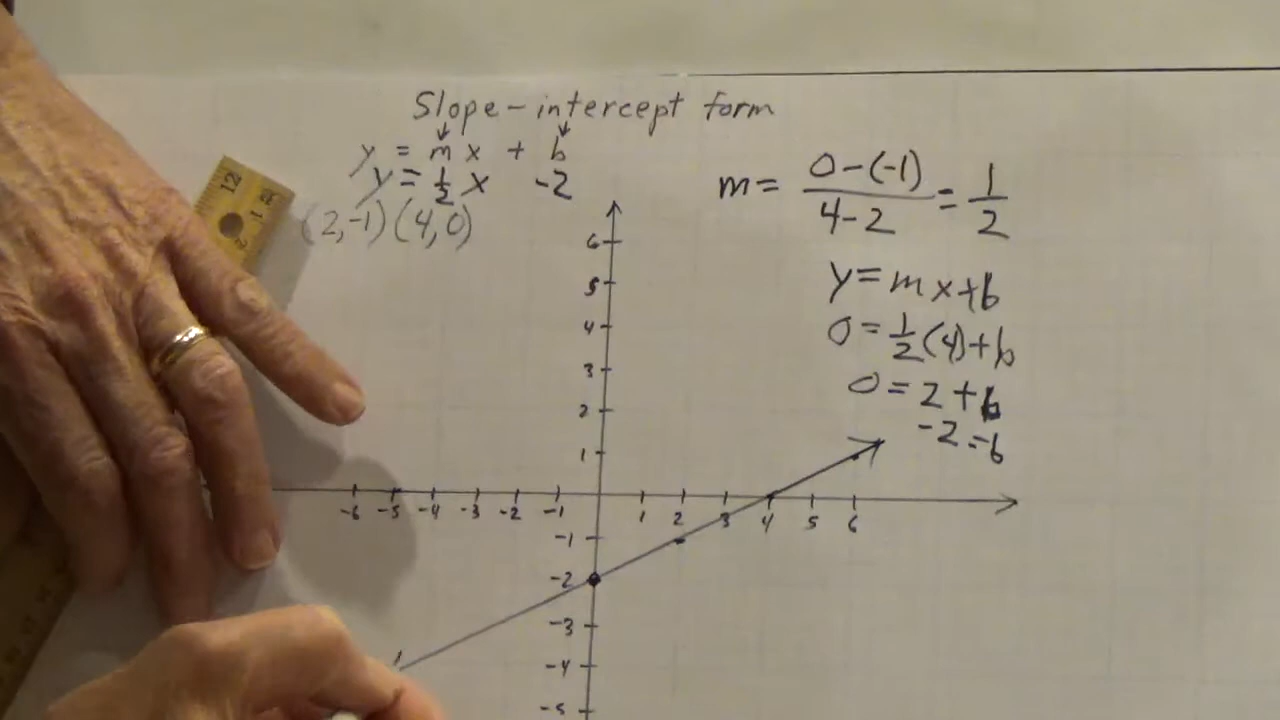 Slope-intercept form
y = mx + b
y = 1/2 x -2
(2,-1)(4,0)
m = 0-(-1)/4-2 = 1/2
y = mx+b
0 = 1/2 (4)+b
0 = 2+b
-2 = b
6
5
4
3
2
1
-6 -5 -4 -3 -2 -1 1 2 3 4 5 6
-1
-2
-3
-4
-5
12